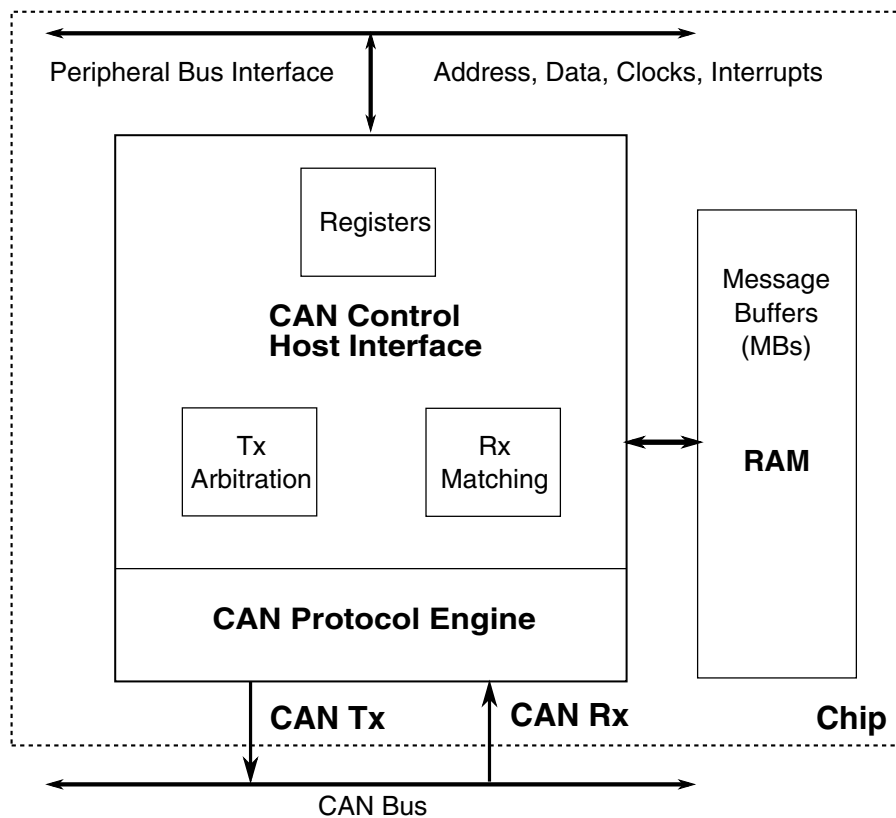 Peripheral Bus Interface
Address, Data, Clocks, Interrupts
Registers
CAN Control
Host Interface
Message
Buffers
(MBs)
Tx
Arbitration
Rx
Matching
RAM
CAN Protocol Engine
CAN Tx
CAN Rx
Chip
CAN Bus